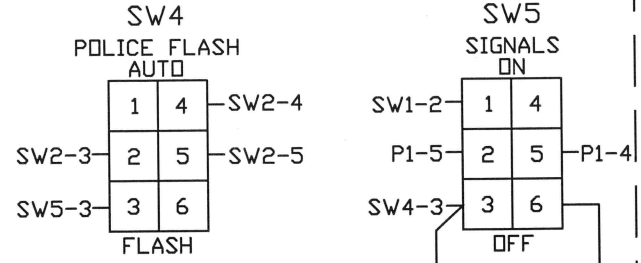 SW4
POLICE FLASH
AUTO
1 4 SW2-4
SW2-3 2 5 SW2-5
SW5-3 3 6
FLASH
SW5
SIGNALS
ON
SW1-2 1 4
P1-5 2 5 P1-4
SW4-3 3 6
OFF